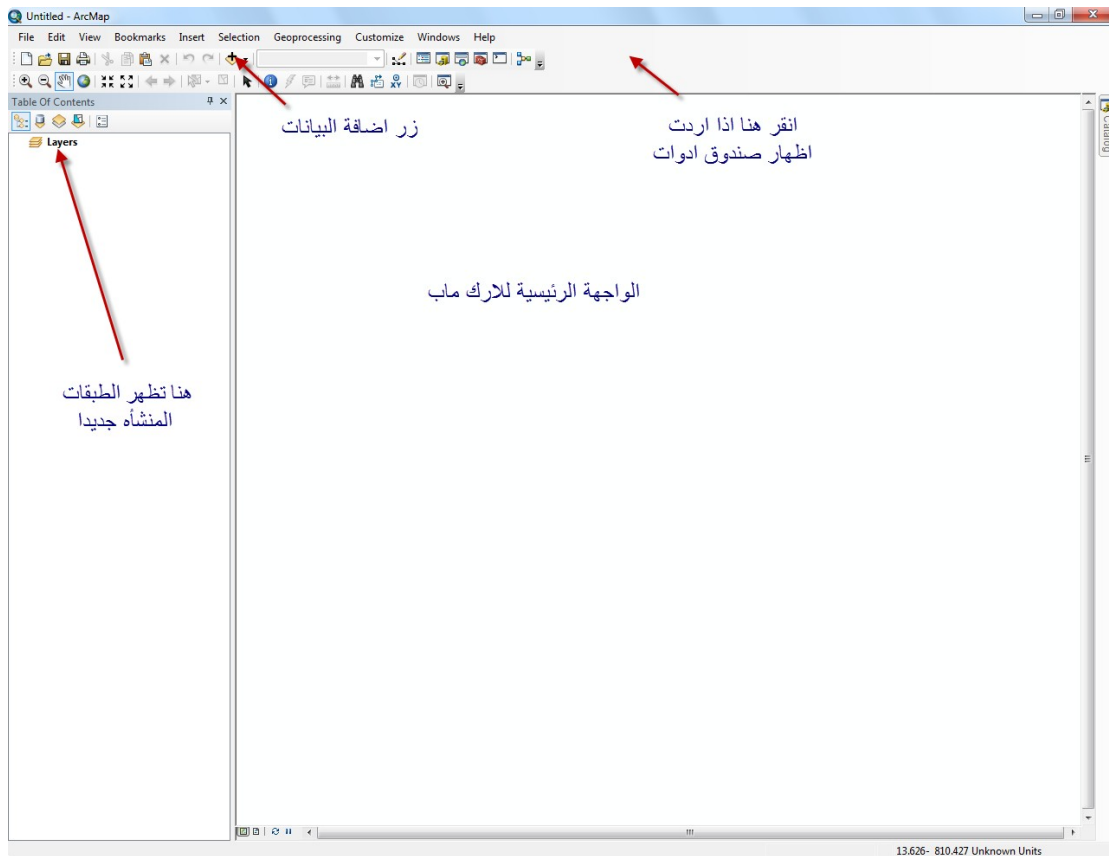 Untitled - ArcMap
File Edit View Bookmarks Insert Selection Geoprocessing Customize Windows Help
Table Of Contents
Layers
زر اضافة البيانات
انقر هنا اذا اردت
اظهار صندوق ادوات
الواجهة الرئيسية للارك ماب
هنا تظهر الطبقات
المنشأه جديدا
Catalog
13.626- 810.427 Unknown Units